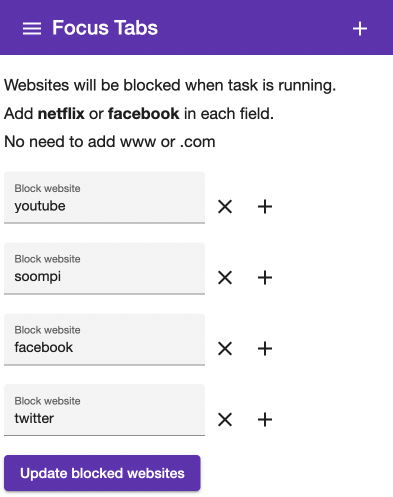 Focus Tabs
Websites will be blocked when task is running.
Add netflix or facebook in each field.
No need to add www or .com
Block website
youtube
Block website
soompi
Block website
facebook
Block website
twitter
Update blocked websites